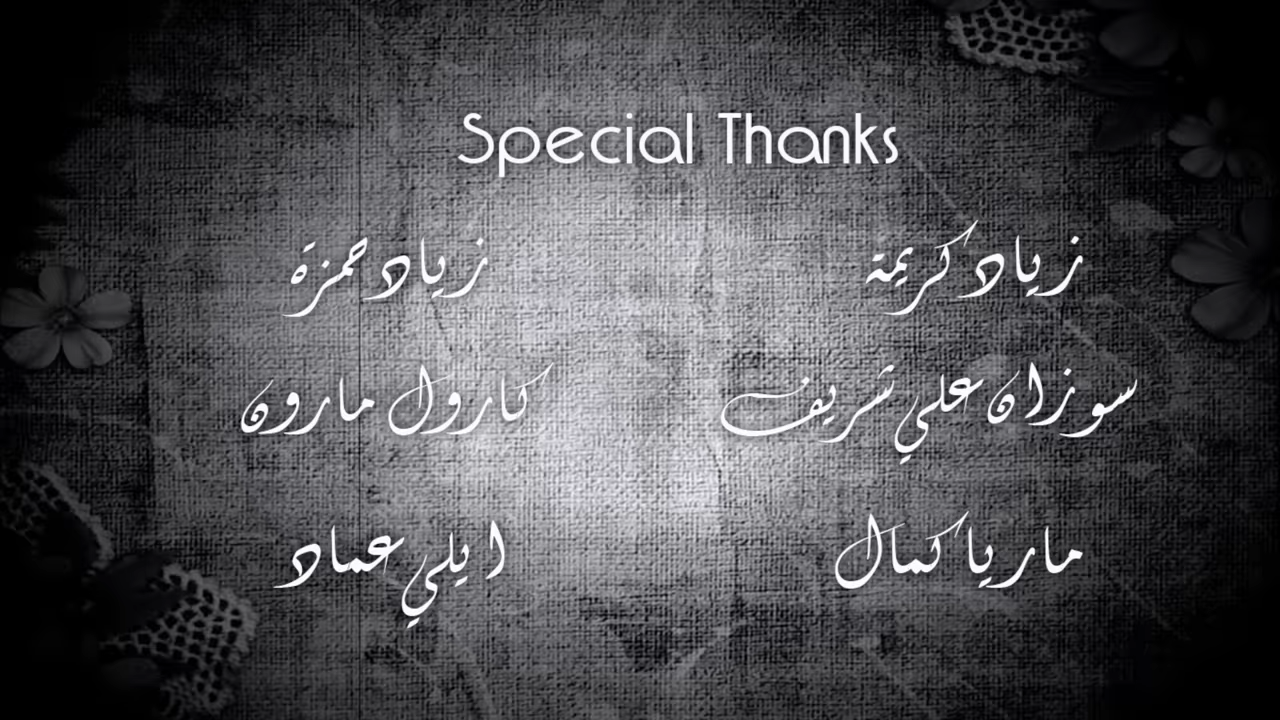 Special Thanks
زياد كريمة
زياد حمزة
سوزان علي شريف
كارول مارون
ماريا كمال
ايلي عماد